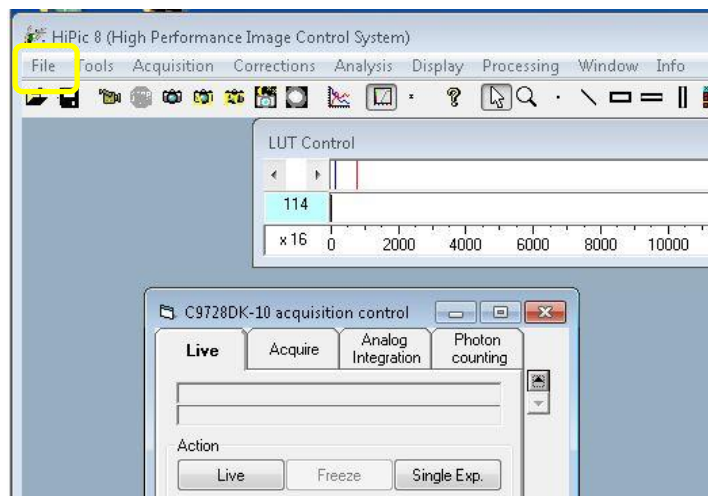 HiPic 8 (High Performance Image Control System)
File Tools Acquisition Corrections Analysis Display Processing Window Info
LUT Control
114
x 16 0 2000 4000 6000 8000 10000
C9728DK-10 acquisition control
Live Acquire Analog Integration Photon counting
Action
Live Freeze Single Exp.